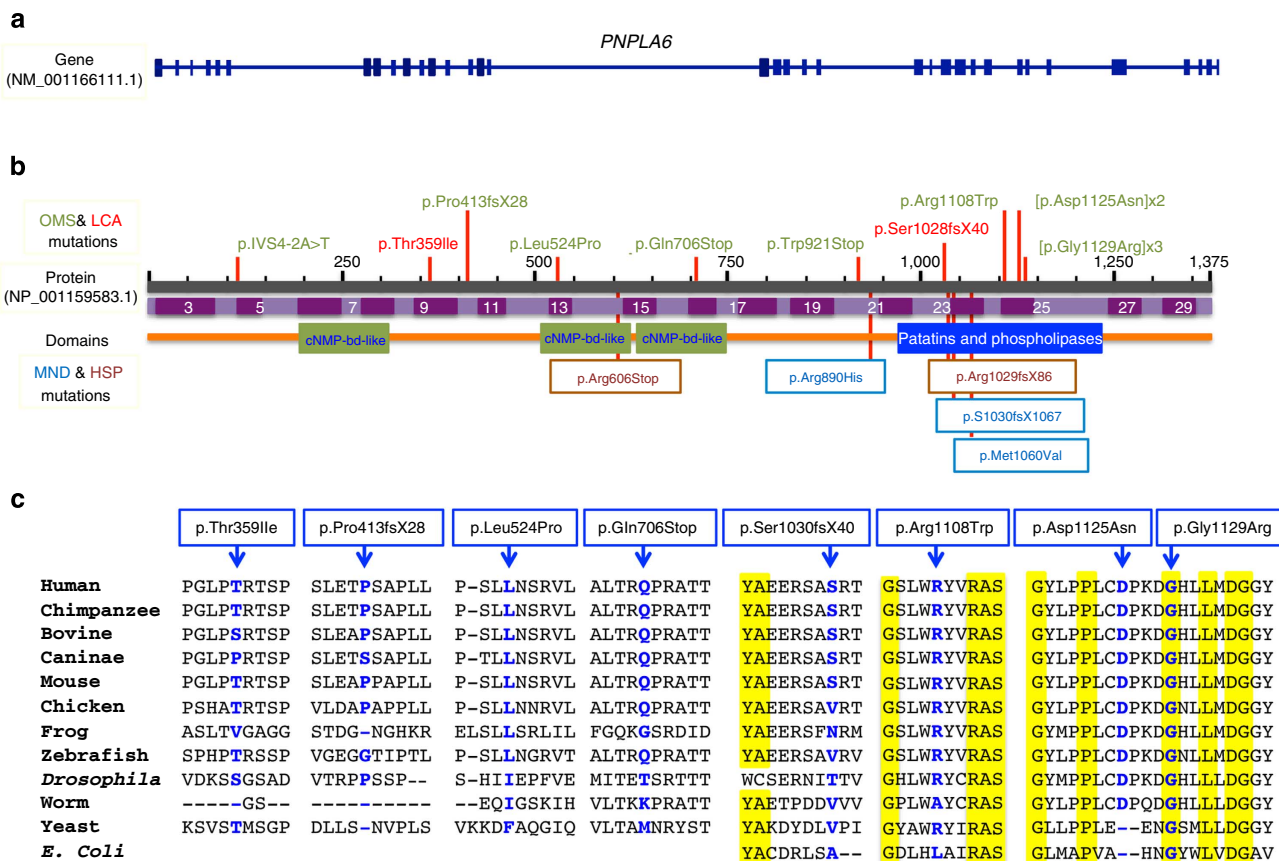 a
PNPLA6
Gene
(NM_001166111.1)
b
OMS& LCA
mutations
p.IVS4-2A>T
p.Thr359Ile
p.Pro413fsX28
p.Leu524Pro
p.Gln706Stop
p.Trp921Stop
p.Arg1108Trp
p.Ser1028fsX40
[p.Asp1125Asn]x2
[p.Gly1129Arg]x3
Protein
(NP_001159583.1)
250 500 750 1,000 1,250 1,375
3 5 7 9 11 13 15 17 19 21 23 25 27 29
Domains
cNMP-bd-like cNMP-bd-like cNMP-bd-like Patatins and phospholipases
MND & HSP
mutations
p.Arg606Stop p.Arg890His p.Arg1029fsX86
p.S1030fsX1067
p.Met1060Val
c
p.Thr359Ile p.Pro413fsX28 p.Leu524Pro p.Gln706Stop p.Ser1030fsX40 p.Arg1108Trp p.Asp1125Asn p.Gly1129Arg
Human PGLPTRTSP SLETPSAPLL P-SLLNSRVL ALTRQPRATT YAEERSASRT GSLWRYVRAS GYLPPLCDPKDGHLLMDGGY
Chimpanzee PGLPTRTSP SLETPSAPLL P-SLLNSRVL ALTRQPRATT YAEERSASRT GSLWRYVRAS GYLPPLCDPKDGHLLMDGGY
Bovine PGLPSRTSP SLEAPSAPLL P-SLLNSRVL ALTRQPRATT YAEERSASRT GSLWRYVRAS GYLPPLCDPKDGHLLMDGGY
Caninae PGLPPRTSP SLETSSAPLL P-TLLNSRVL ALTRQPRATT YAEERSASRT GSLWRYVRAS GYLPPLCDPKDGHLLMDGGY
Mouse PGLPTRTSP SLEAPPAPLL P-SLLNSRVL ALTRQPRATT YAEERSASRT GSLWRYVRAS GYLPPLCDPKDGHLLMDGGY
Chicken PSHATRTSP VLDAPAPPLL P-SLLNNRVL ALTRQPRATT YAEERSAVRT GSLWRYVRAS GYLPPLCDPKDGNLLMDGGY
Frog ASLTVGAGG STDG-NGHKR ELSLLSRLIL FGQKGSRDID YAEERSFNRM GSLWRYVRAS GYMPPLCDPKDGHLLMDGGY
Zebrafish SPHPTRSSP VGEGGTIPTL P-SLLNGRVT ALTRQPRATT YAEERSAVRV GSLWRYVRAS GYLPPLCDPKDGHLLMDGGY
Drosophila VDKSSGSAD VTRPPSSP-- S-HIIEPFVE MITETSRTTT WCSERNITTV GHLWRYCRAS GYMPPLCDPKDGHLLMDGGY
Worm -----GS-- ---------- --EQIGSKIH VLTKKPRATT YAETPDDVVV GPLWAYCRAS GYLPPLCDPQDGHLLMDGGY
Yeast KSVSTMSGP DLLS-NVPLS VKKDFAQGIQ VLTAMNRYST YAKDYDLVPI GYAWRYIRAS GLLPPLE--ENGSMLLDGGY
E. Coli YACDRLSA-- GDLHLAIRAS GLMAPVA--HNGYWLVDGAV